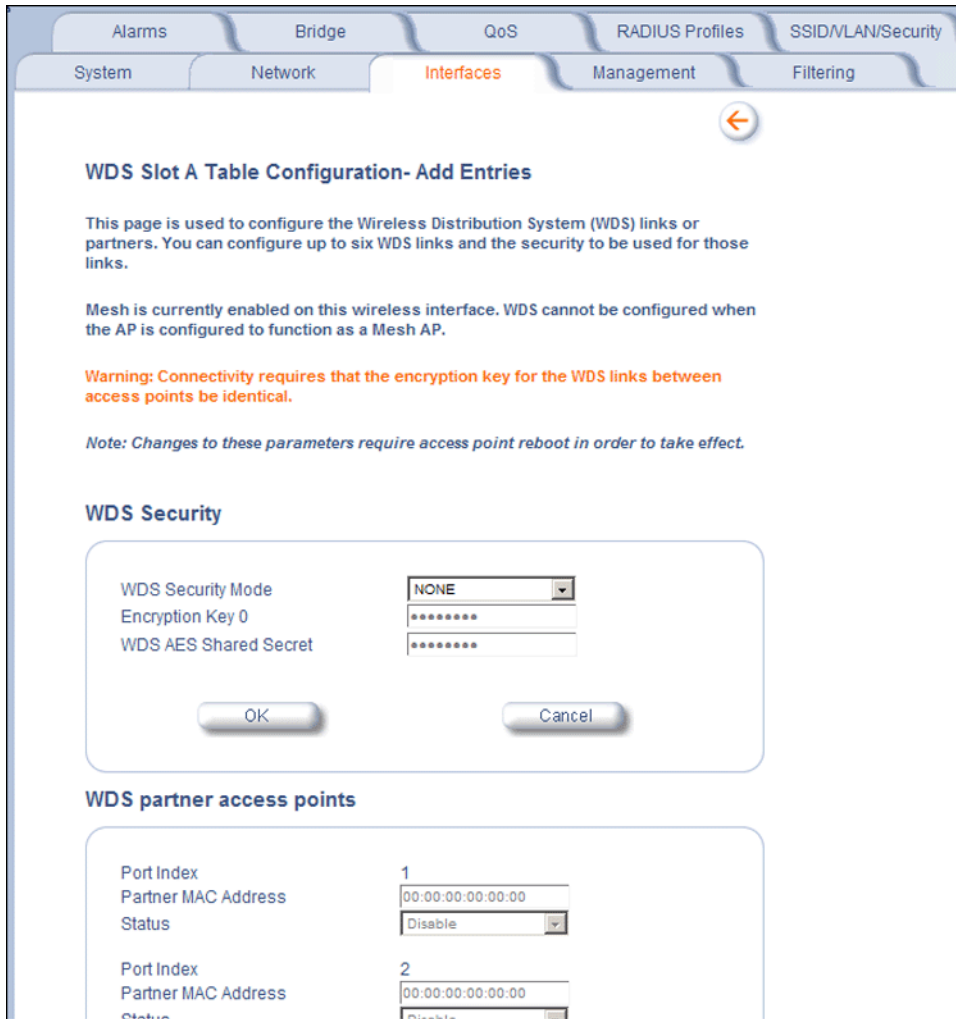 Alarms
Bridge
QoS
RADIUS Profiles
SSID/VLAN/Security
System
Network
Interfaces
Management
Filtering
WDS Slot A Table Configuration- Add Entries
This page is used to configure the Wireless Distribution System (WDS) links or
partners. You can configure up to six WDS links and the security to be used for those
links.
Mesh is currently enabled on this wireless interface. WDS cannot be configured when
the AP is configured to function as a Mesh AP.
Warning: Connectivity requires that the encryption key for the WDS links between
access points be identical.
Note: Changes to these parameters require access point reboot in order to take effect.
WDS Security
WDS Security Mode NONE
Encryption Key 0 ••••••••
WDS AES Shared Secret ••••••••
OK Cancel
WDS partner access points
Port Index 1
Partner MAC Address 00:00:00:00:00:00
Status Disable
Port Index 2
Partner MAC Address 00:00:00:00:00:00
Status Disable